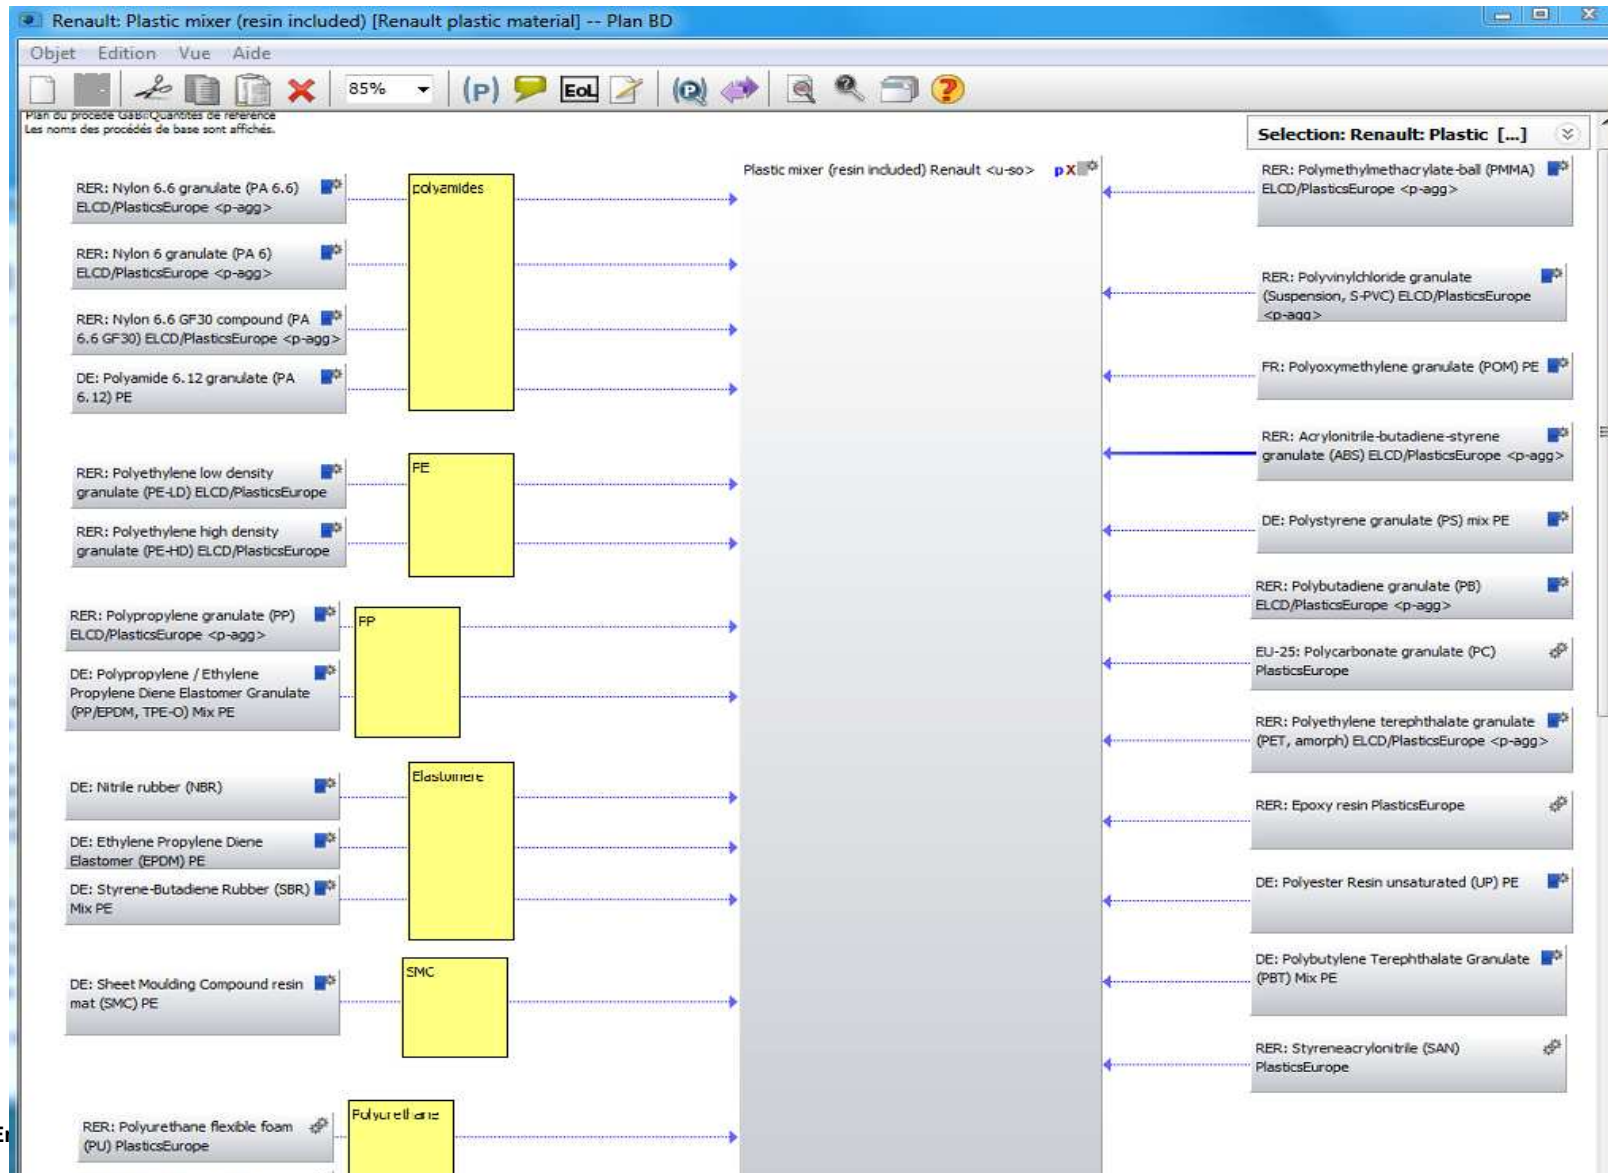 Renault: Plastic mixer (resin included) [Renault plastic material] -- Plan BD
Objet Edition Vue Aide
85%
(P)
EoL
(P)
?
Plan du procédé GaBi:Quantités de référence
Les noms des procédés de base sont affichés.
Selection: Renault: Plastic [...]
RER: Nylon 6.6 granulate (PA 6.6)
ELCD/PlasticsEurope <p-agg>
RER: Nylon 6 granulate (PA 6)
ELCD/PlasticsEurope <p-agg>
RER: Nylon 6.6 GF30 compound (PA
6.6 GF30) ELCD/PlasticsEurope <p-agg>
DE: Polyamide 6.12 granulate (PA
6.12) PE
polyamides
RER: Polyethylene low density
granulate (PE-LD) ELCD/PlasticsEurope
RER: Polyethylene high density
granulate (PE-HD) ELCD/PlasticsEurope
PE
RER: Polypropylene granulate (PP)
ELCD/PlasticsEurope <p-agg>
DE: Polypropylene / Ethylene
Propylene Diene Elastomer Granulate
(PP/EPDM, TPE-O) Mix PE
PP
DE: Nitrile rubber (NBR)
DE: Ethylene Propylene Diene
Elastomer (EPDM) PE
DE: Styrene-Butadiene Rubber (SBR)
Mix PE
Elastomere
DE: Sheet Moulding Compound resin
mat (SMC) PE
SMC
RER: Polyurethane flexible foam
(PU) PlasticsEurope
Polyurethane
Plastic mixer (resin included) Renault <u-so> pX
RER: Polymethylmethacrylate-ball (PMMA)
ELCD/PlasticsEurope <p-agg>
RER: Polyvinylchloride granulate
(Suspension, S-PVC) ELCD/PlasticsEurope
<p-agg>
FR: Polyoxymethylene granulate (POM) PE
RER: Acrylonitrile-butadiene-styrene
granulate (ABS) ELCD/PlasticsEurope <p-agg>
DE: Polystyrene granulate (PS) mix PE
RER: Polybutadiene granulate (PB)
ELCD/PlasticsEurope <p-agg>
EU-25: Polycarbonate granulate (PC)
PlasticsEurope
RER: Polyethylene terephthalate granulate
(PET, amorph) ELCD/PlasticsEurope <p-agg>
RER: Epoxy resin PlasticsEurope
DE: Polyester Resin unsaturated (UP) PE
DE: Polybutylene Terephthalate Granulate
(PBT) Mix PE
RER: Styreneacrylonitrile (SAN)
PlasticsEurope